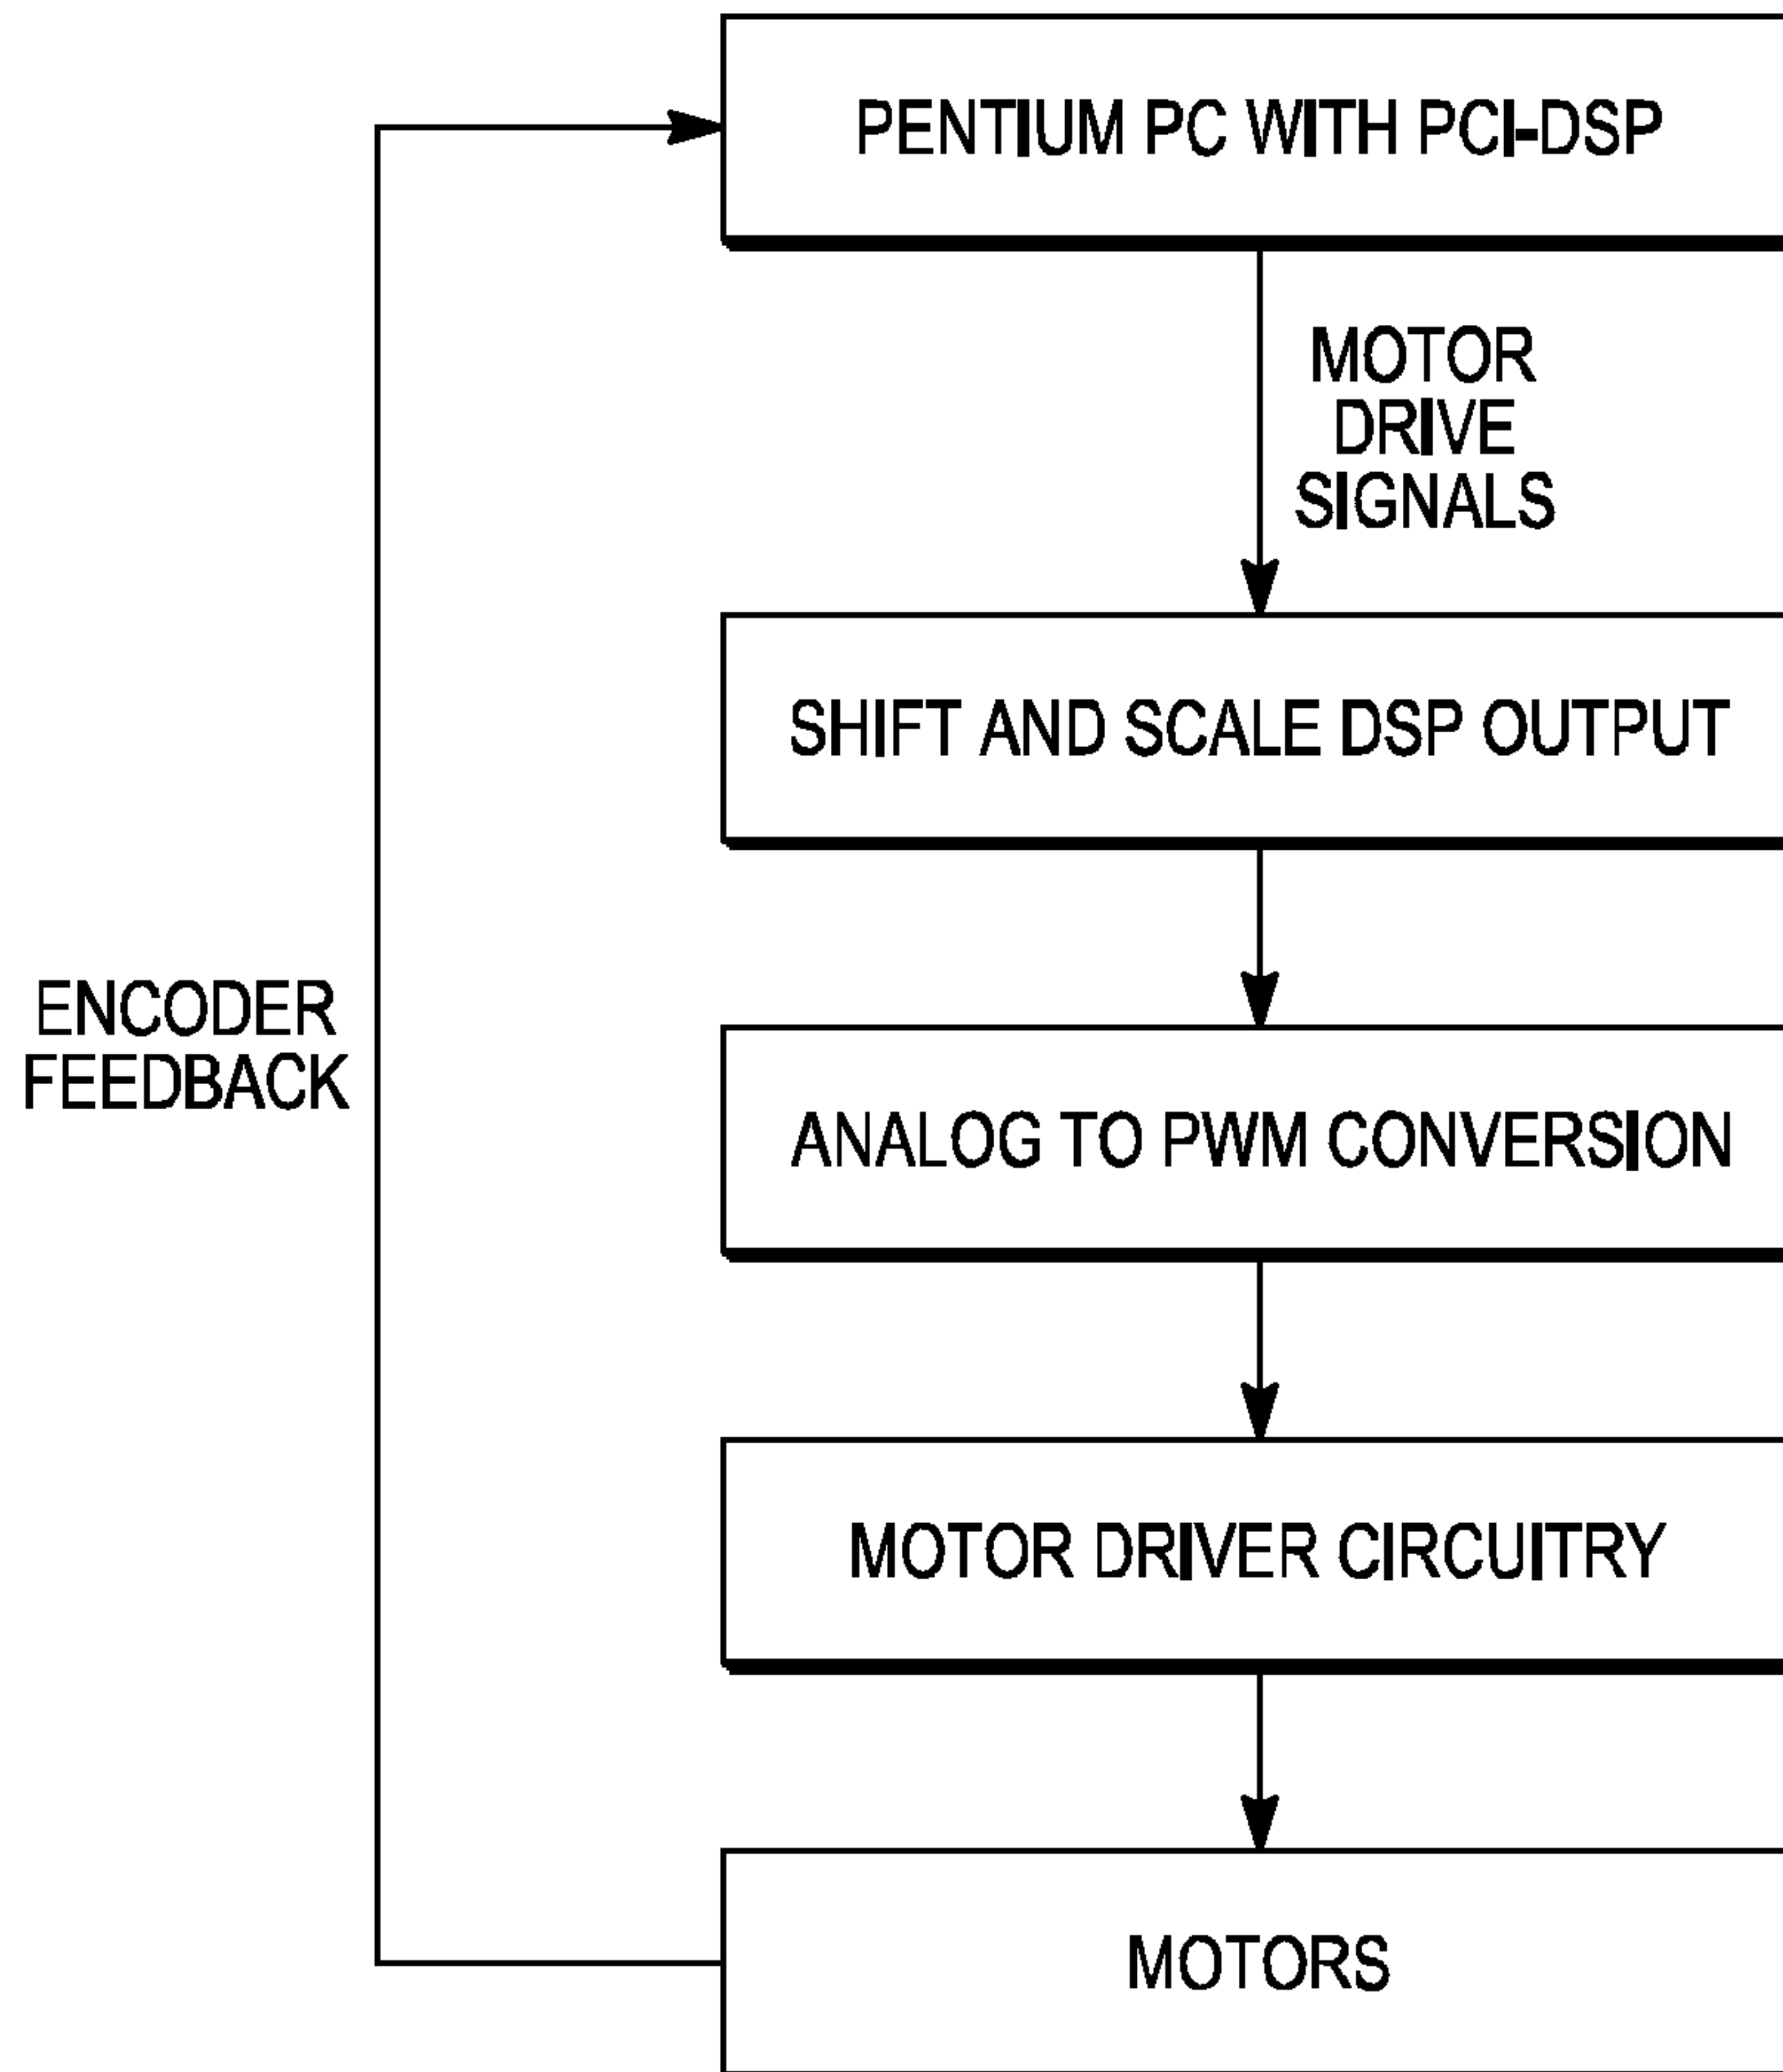 PENTIUM PC WITH PCI-DSP
MOTOR
DRIVE
SIGNALS
SHIFT AND SCALE DSP OUTPUT
ENCODER
FEEDBACK
ANALOG TO PWM CONVERSION
MOTOR DRIVER CIRCUITRY
MOTORS